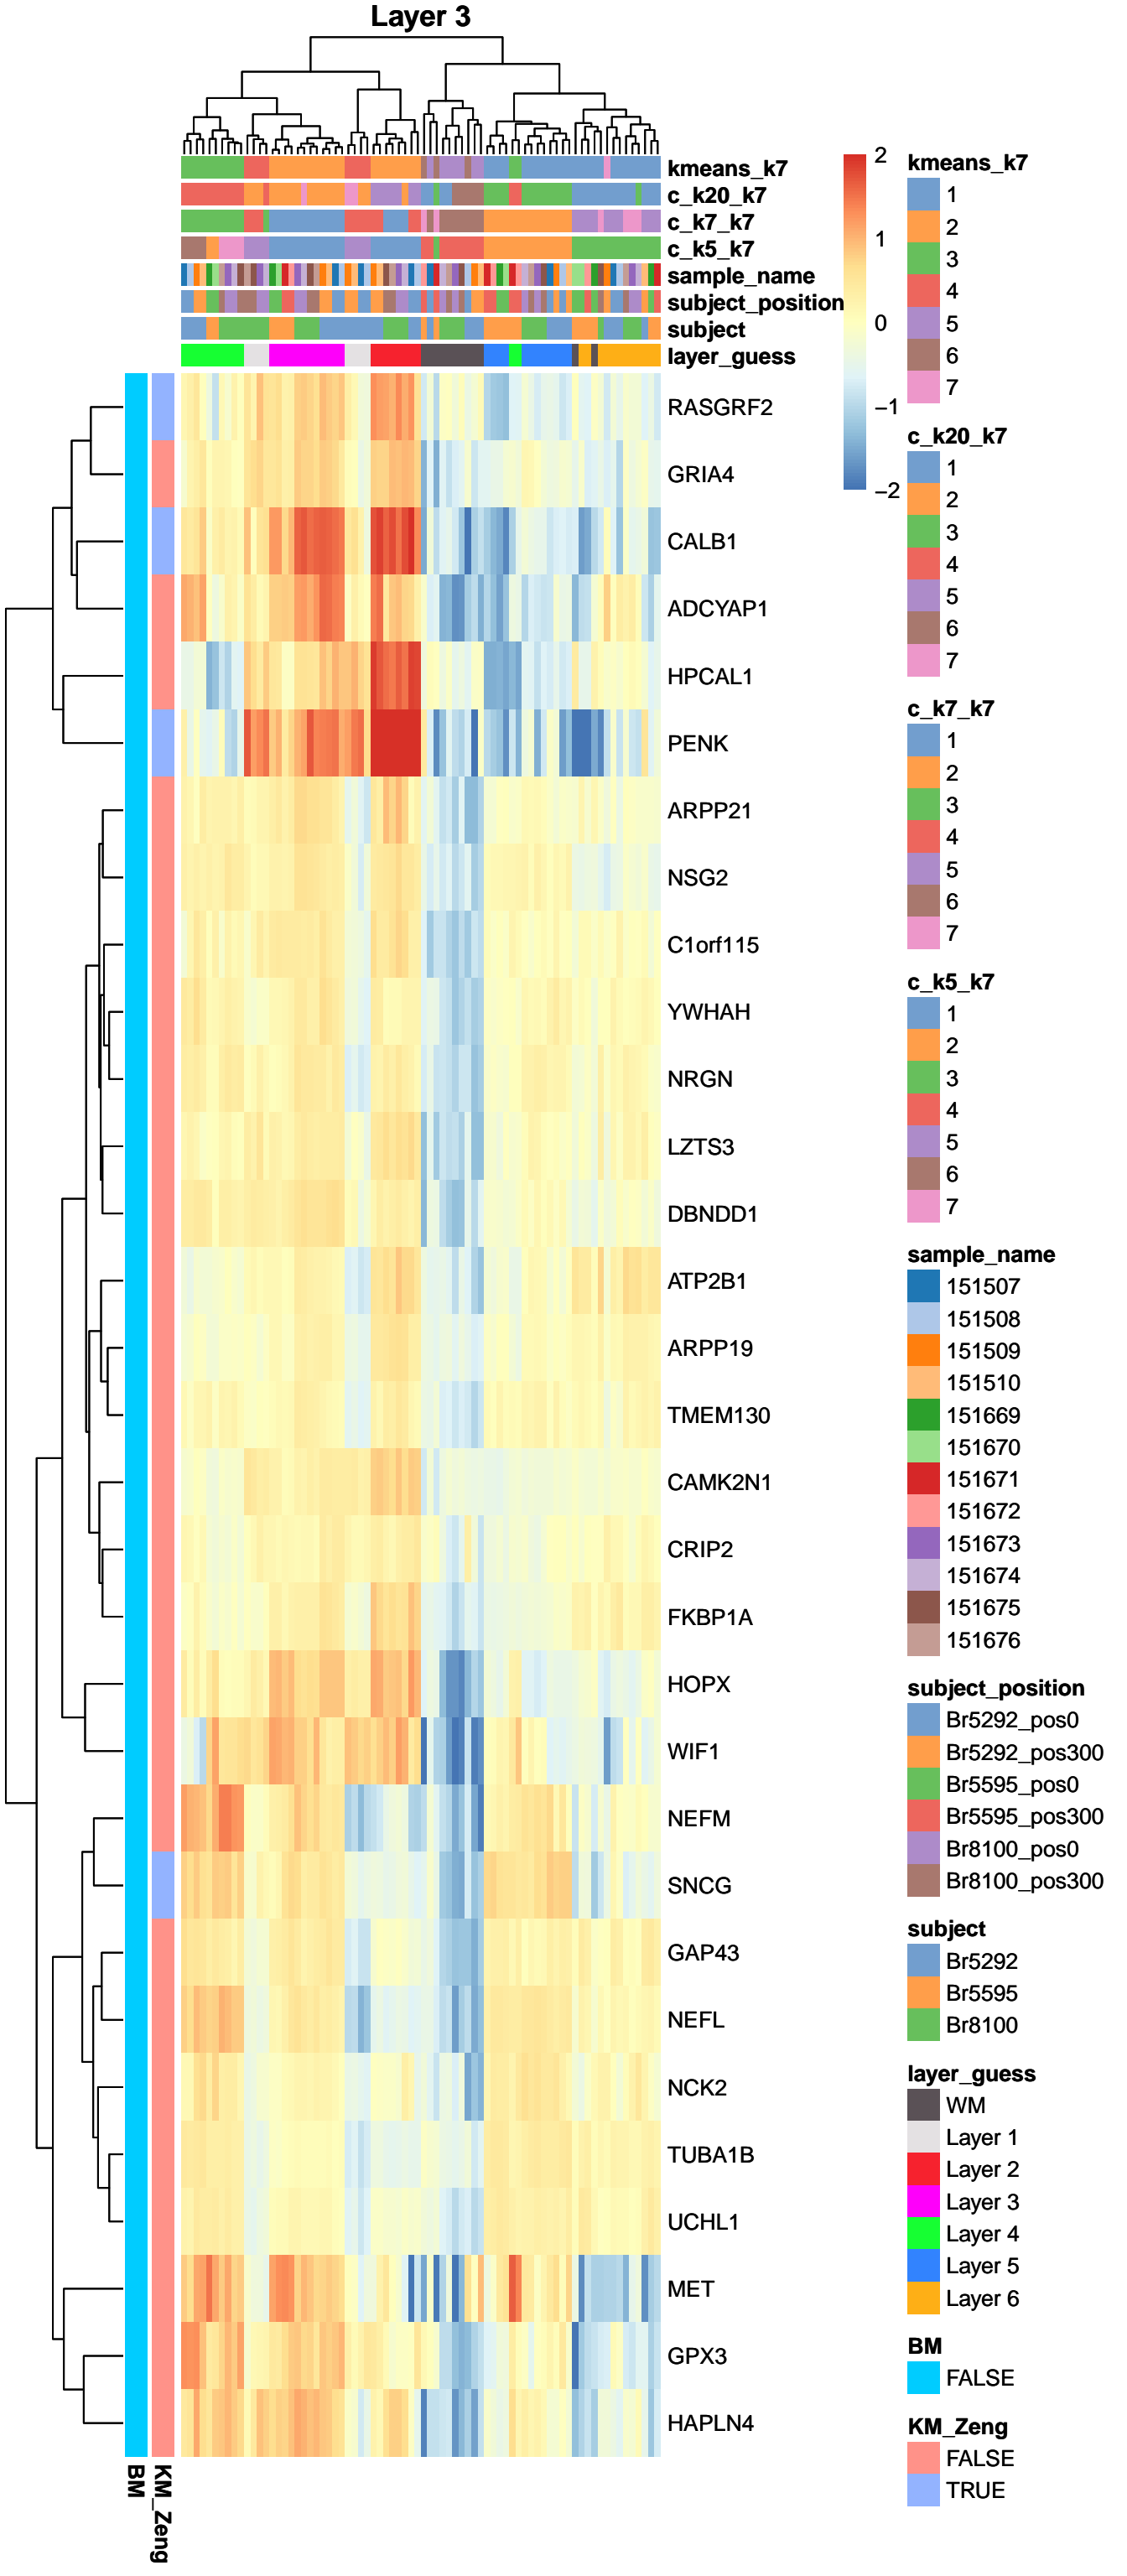 Layer 3
kmeans_k7
c_k20_k7
c_k7_k7
c_k5_k7
sample_name
subject_position
subject
layer_guess
RASGRF2
GRIA4
CALB1
ADCYAP1
HPCAL1
PENK
ARPP21
NSG2
C1orf115
YWHAH
NRGN
LZTS3
DBNDD1
ATP2B1
ARPP19
TMEM130
CAMK2N1
CRIP2
FKBP1A
HOPX
WIF1
NEFM
SNCG
GAP43
NEFL
NCK2
TUBA1B
UCHL1
MET
GPX3
HAPLN4
BM
KM_Zeng
2
1
0
−1
−2
kmeans_k7
1
2
3
4
5
6
7
c_k20_k7
1
2
3
4
5
6
7
c_k7_k7
1
2
3
4
5
6
7
c_k5_k7
1
2
3
4
5
6
7
sample_name
151507
151508
151509
151510
151669
151670
151671
151672
151673
151674
151675
151676
subject_position
Br5292_pos0
Br5292_pos300
Br5595_pos0
Br5595_pos300
Br8100_pos0
Br8100_pos300
subject
Br5292
Br5595
Br8100
layer_guess
WM
Layer 1
Layer 2
Layer 3
Layer 4
Layer 5
Layer 6
BM
FALSE
KM_Zeng
FALSE
TRUE